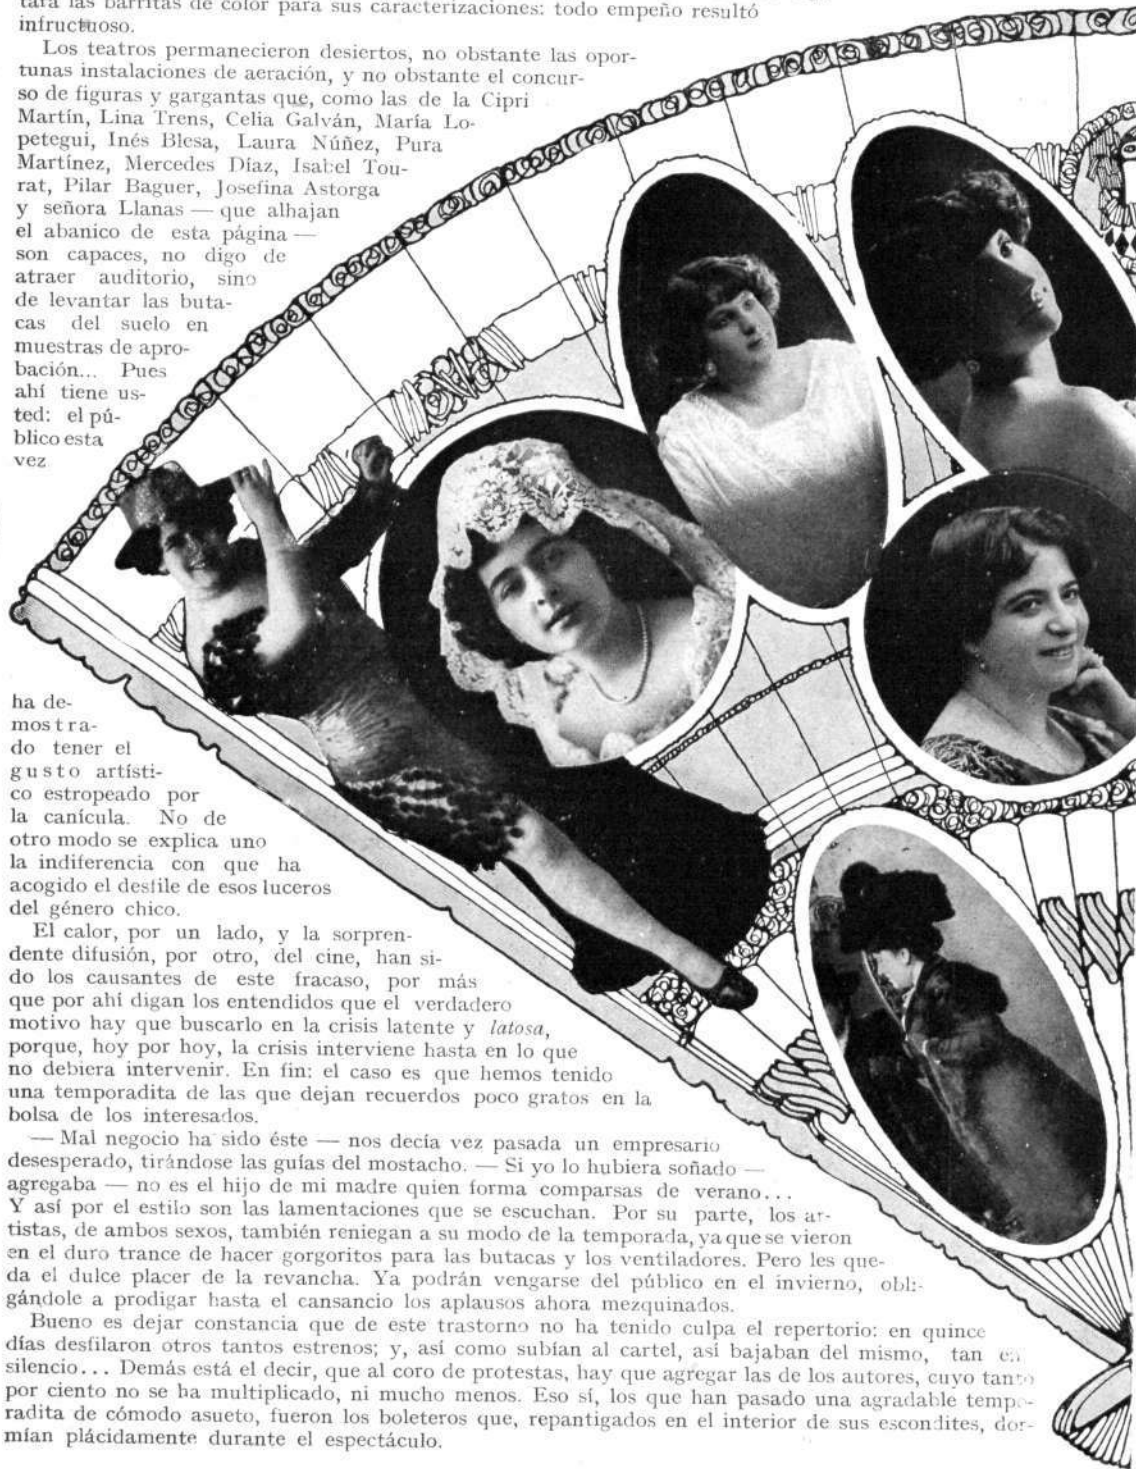 tara las barritas de color para sus caracterizaciones: todo empeño resultó
infructuoso.
Los teatros permanecieron desiertos, no obstante las opor-
tunas instalaciones de aeración, y no obstante el concur-
so de figuras y gargantas que, como las de la Cipri
Martín, Lina Trens, Celia Galván, María Lo-
petegui, Inés Blesa, Laura Núñez, Pura
Martínez, Mercedes Díaz, Isabel Tou-
rat, Pilar Baguer, Josefina Astorga
y señora Llanas — que alhajan
el abanico de esta página —
son capaces, no digo de
atraer auditorio, sino
de levantar las buta-
cas del suelo en
muestras de apro-
bación... Pues
ahí tiene us-
ted: el pú-
blico esta
vez
ha de-
mostra-
do tener el
gusto artísti-
co estropeado por
la canícula. No de
otro modo se explica uno
la indiferencia con que ha
acogido el desfile de esos luceros
del género chico.
El calor, por un lado, y la sorpren-
dente difusión, por otro, del cine, han si-
do los causantes de este fracaso, por más
que por ahí digan los entendidos que el verdadero
motivo hay que buscarlo en la crisis latente y latosa,
porque, hoy por hoy, la crisis interviene hasta en lo que
no debiera intervenir. En fin: el caso es que hemos tenido
una temporadita de las que dejan recuerdos poco gratos en la
bolsa de los interesados.
— Mal negocio ha sido éste — nos decía vez pasada un empresario
desesperado, tirándose las guías del mostacho. — Si yo lo hubiera soñado —
agregaba — no es el hijo de mi madre quien forma comparsas de verano...
Y así por el estilo son las lamentaciones que se escuchan. Por su parte, los ar-
tistas, de ambos sexos, también reniegan a su modo de la temporada, ya que se vieron
en el duro trance de hacer gorgoritos para las butacas y los ventiladores. Pero les que-
da el dulce placer de la revancha. Ya podrán vengarse del público en el invierno, obli-
gándole a prodigar hasta el cansancio los aplausos ahora mezquinados.
Bueno es dejar constancia que de este trastorno no ha tenido culpa el repertorio: en quince
días desfilaron otros tantos estrenos; y, así como subían al cartel, así bajaban del mismo, tan en
silencio... Demás está el decir, que al coro de protestas, hay que agregar las de los autores, cuyo tanto
por ciento no se ha multiplicado, ni mucho menos. Eso sí, los que han pasado una agradable tempo-
radita de cómodo asueto, fueron los boleteros que, repantigados en el interior de sus escondites, dor-
mían plácidamente durante el espectáculo.